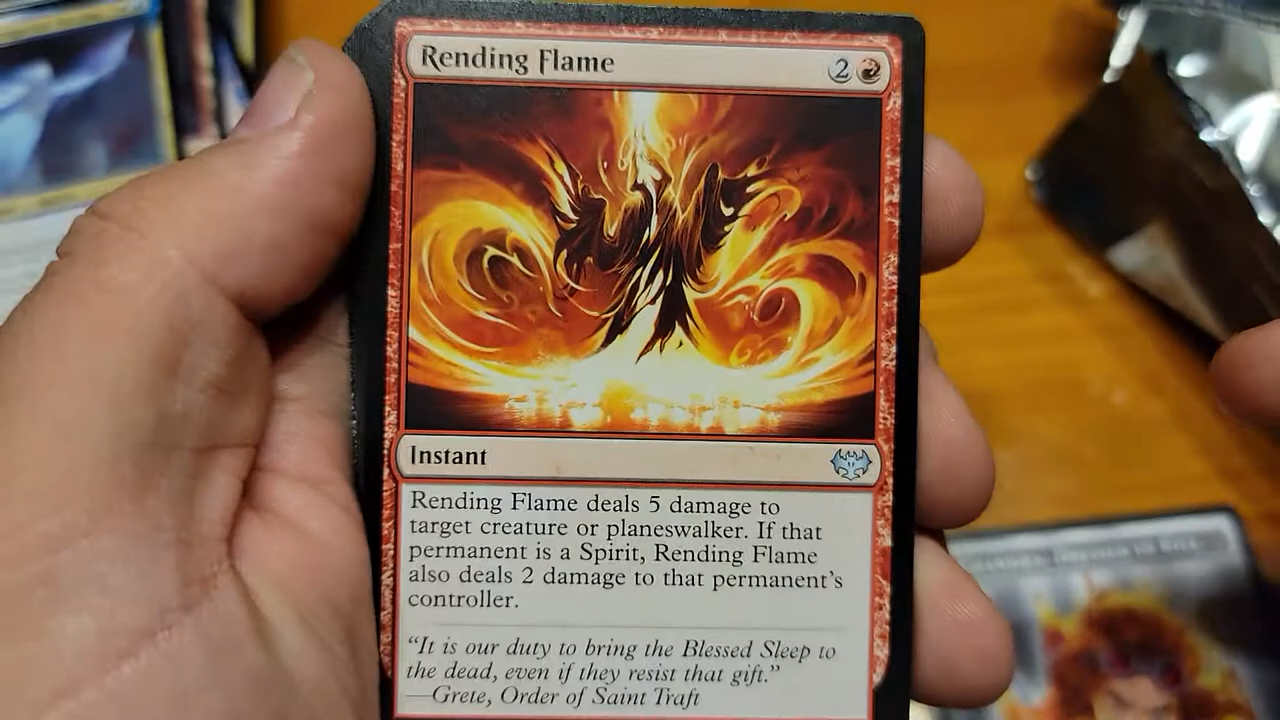 Rending Flame 2
Instant
Rending Flame deals 5 damage to
target creature or planeswalker. If that
permanent is a Spirit, Rending Flame
also deals 2 damage to that permanent's
controller.
"It is our duty to bring the Blessed Sleep to
the dead, even if they resist that gift."
—Grete, Order of Saint Traft